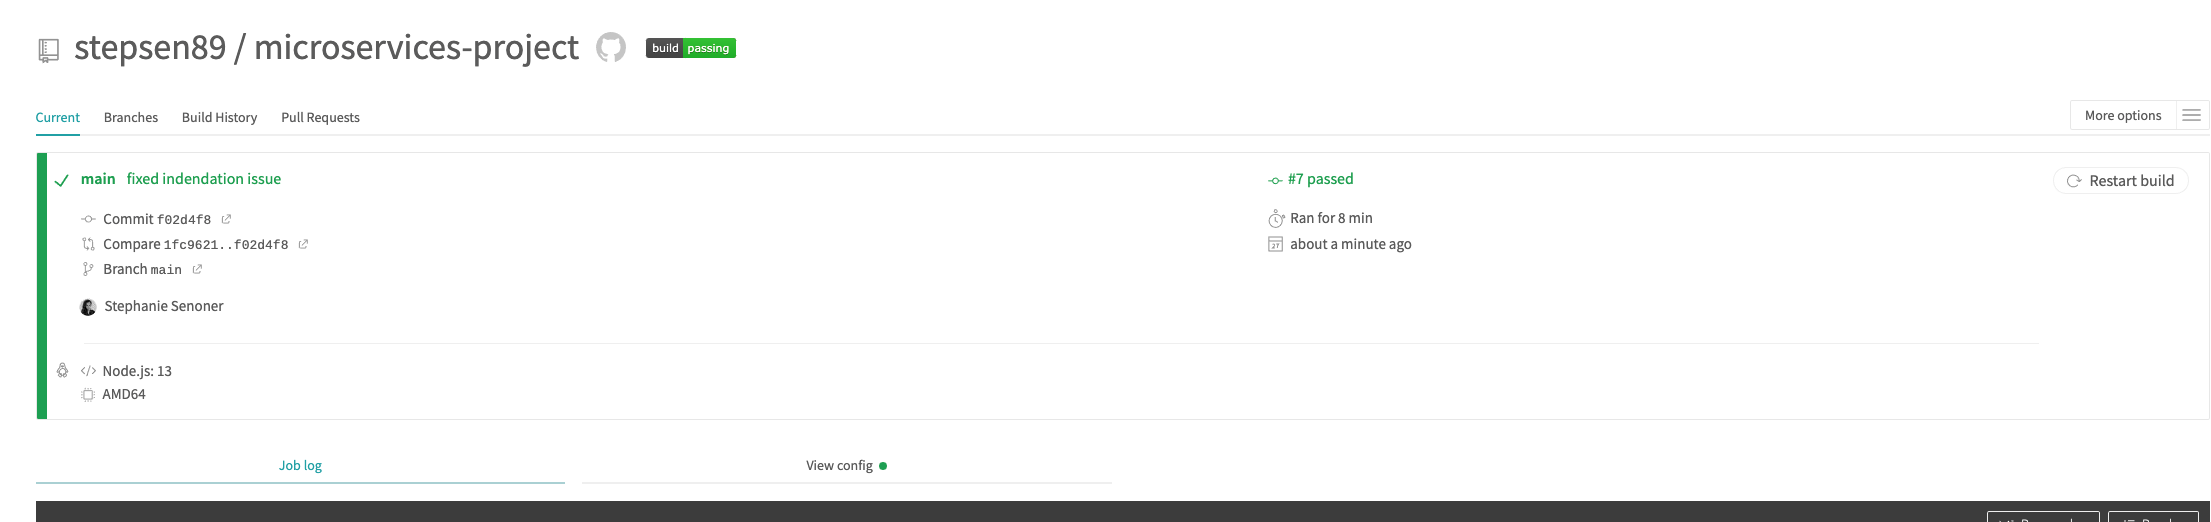 stepsen89 / microservices-project build passing
Current Branches Build History Pull Requests More options
main fixed indendation issue #7 passed Restart build
Commit f02d4f8 Ran for 8 min
Compare 1fc9621..f02d4f8 about a minute ago
Branch main
Stephanie Senoner
</> Node.js: 13
AMD64
Job log View config